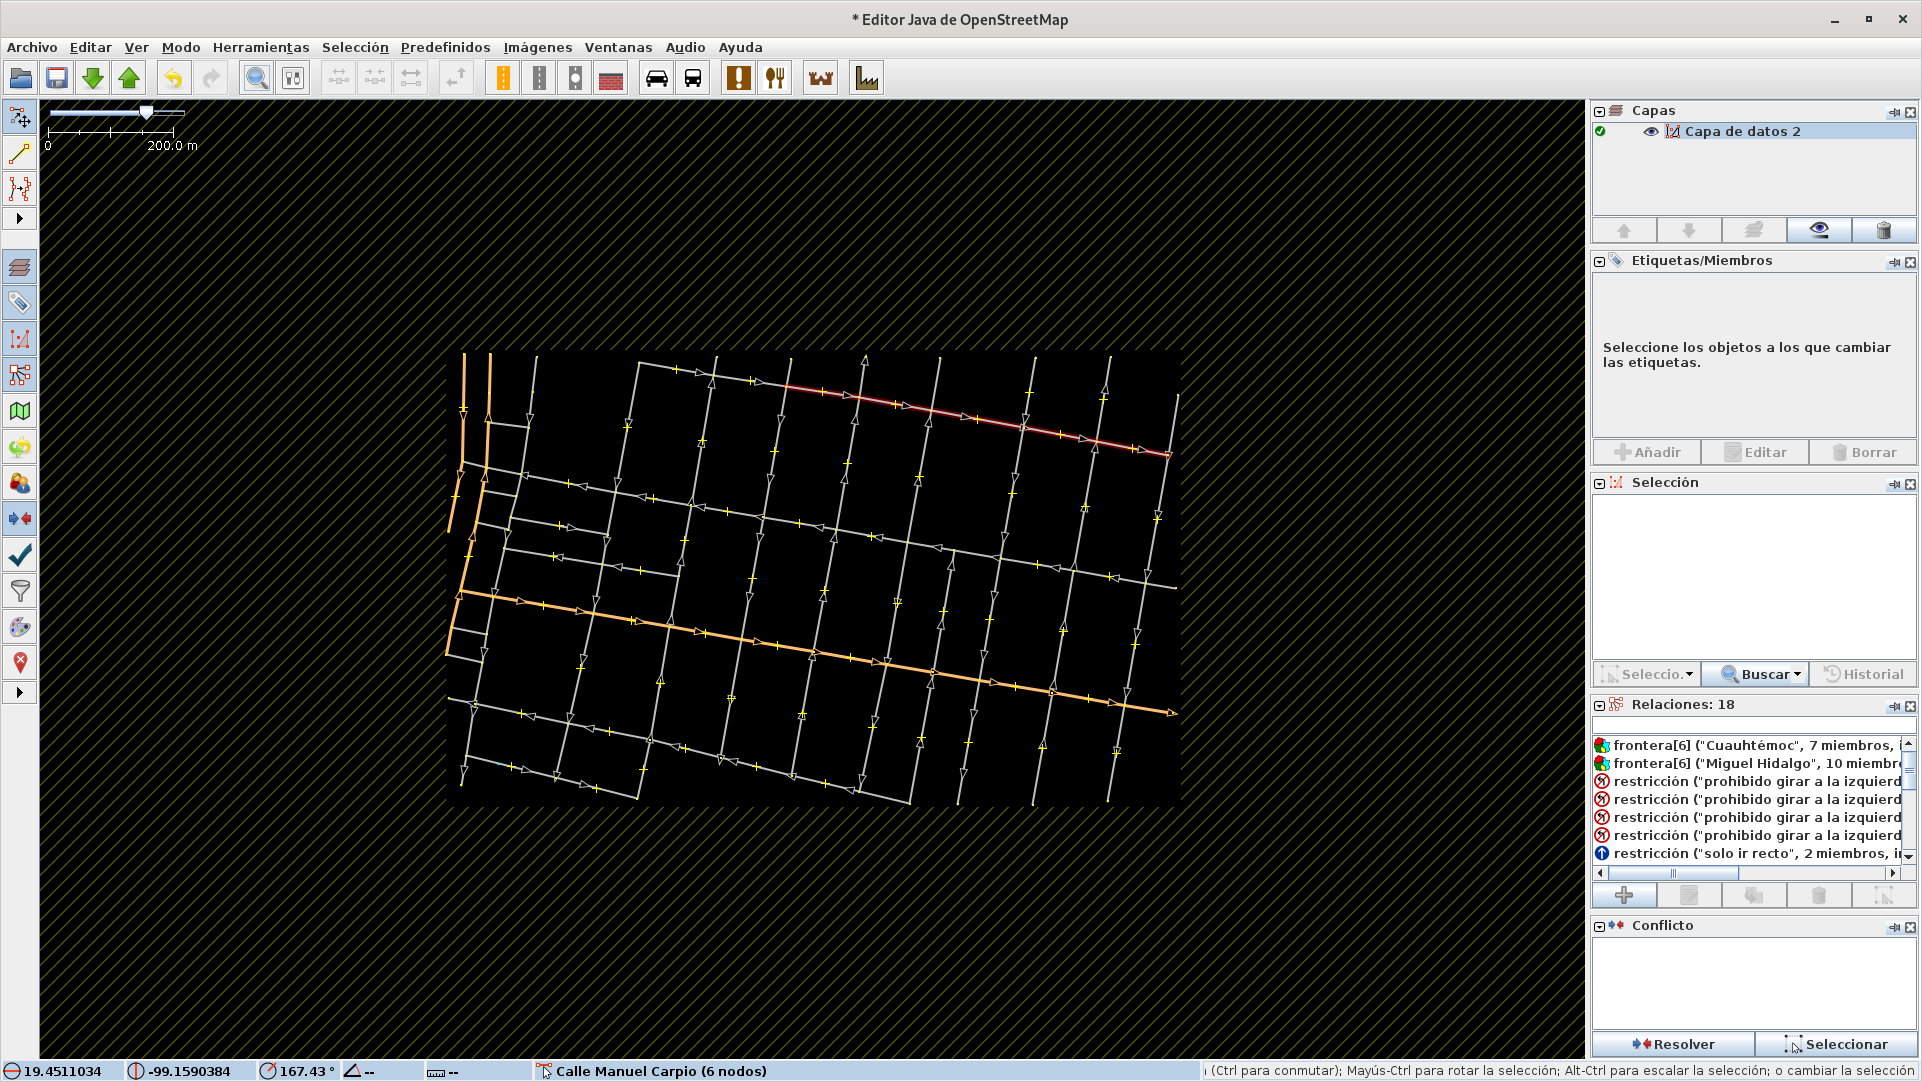 * Editor Java de OpenStreetMap
Archivo Editar Ver Modo Herramientas Selección Predefinidos Imágenes Ventanas Audio Ayuda
0 200.0 m
Capas
Capa de datos 2
Etiquetas/Miembros
Seleccione los objetos a los que cambiar
las etiquetas.
Añadir Editar Borrar
Selección
Seleccio. Buscar Historial
Relaciones: 18
frontera[6] ("Cuauhtémoc", 7 miembros, i
frontera[6] ("Miguel Hidalgo", 10 miembro
restricción ("prohibido girar a la izquierd
restricción ("prohibido girar a la izquierd
restricción ("prohibido girar a la izquierd
restricción ("prohibido girar a la izquierd
restricción ("solo ir recto", 2 miembros, in
Conflicto
Resolver Seleccionar
19.4511034 -99.1590384 167.43 ° -- -- Calle Manuel Carpio (6 nodos) (Ctrl para conmutar); Mayús-Ctrl para rotar la selección; Alt-Ctrl para escalar la selección; o cambiar la selección